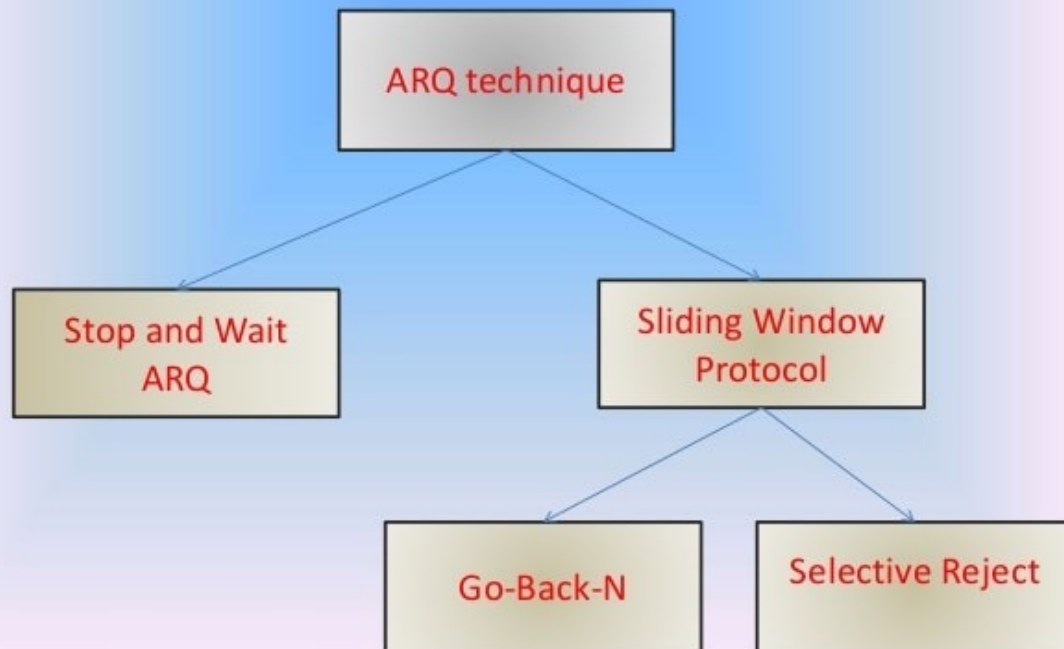 ARQ technique
Stop and Wait
ARQ
Sliding Window
Protocol
Go-Back-N
Selective Reject